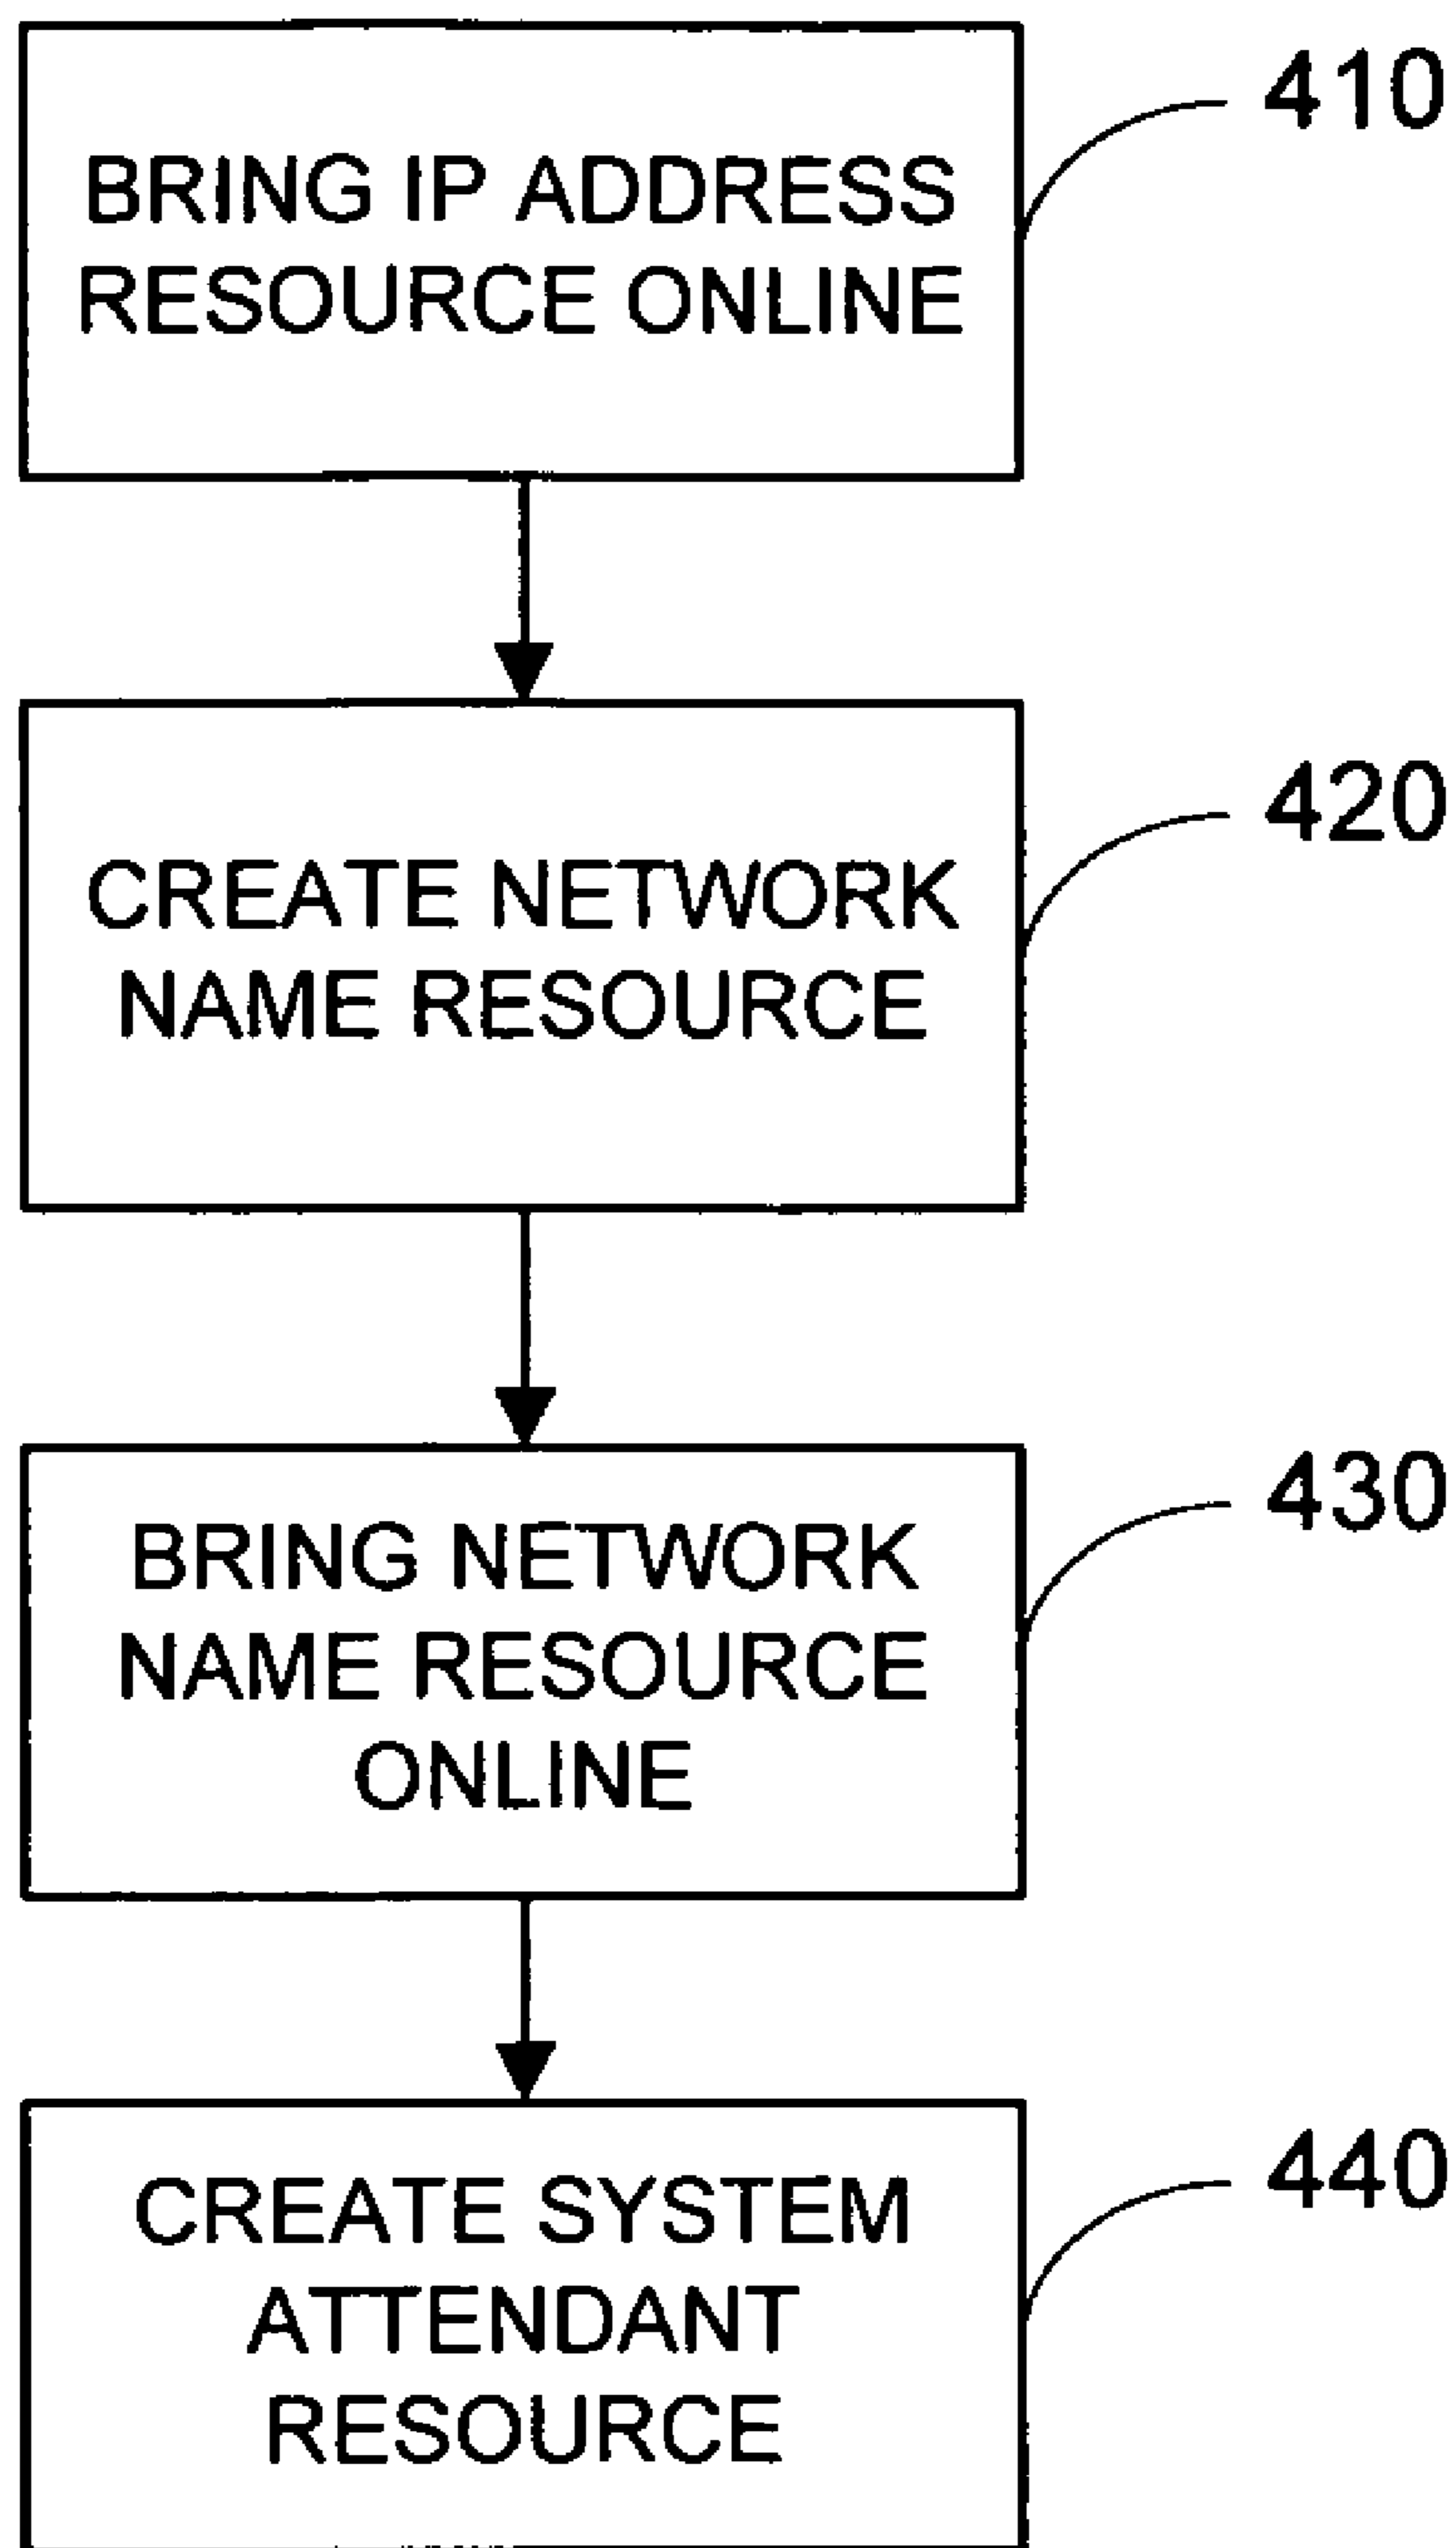 410
BRING IP ADDRESS
RESOURCE ONLINE
420
CREATE NETWORK
NAME RESOURCE
430
BRING NETWORK
NAME RESOURCE
ONLINE
440
CREATE SYSTEM
ATTENDANT
RESOURCE